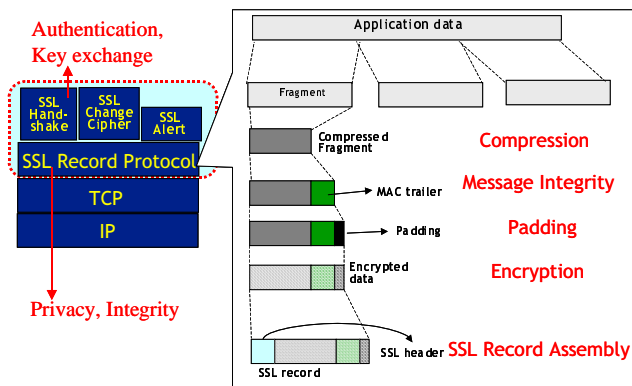 Authentication,
Key exchange
SSL
Hand-
shake
SSL
Change
Cipher
SSL
Alert
SSL Record Protocol
TCP
IP
Privacy, Integrity
Application data
Fragment
Compressed
Fragment
Compression
MAC trailer
Message Integrity
Padding
Padding
Encrypted
data
Encryption
SSL header
SSL Record Assembly
SSL record